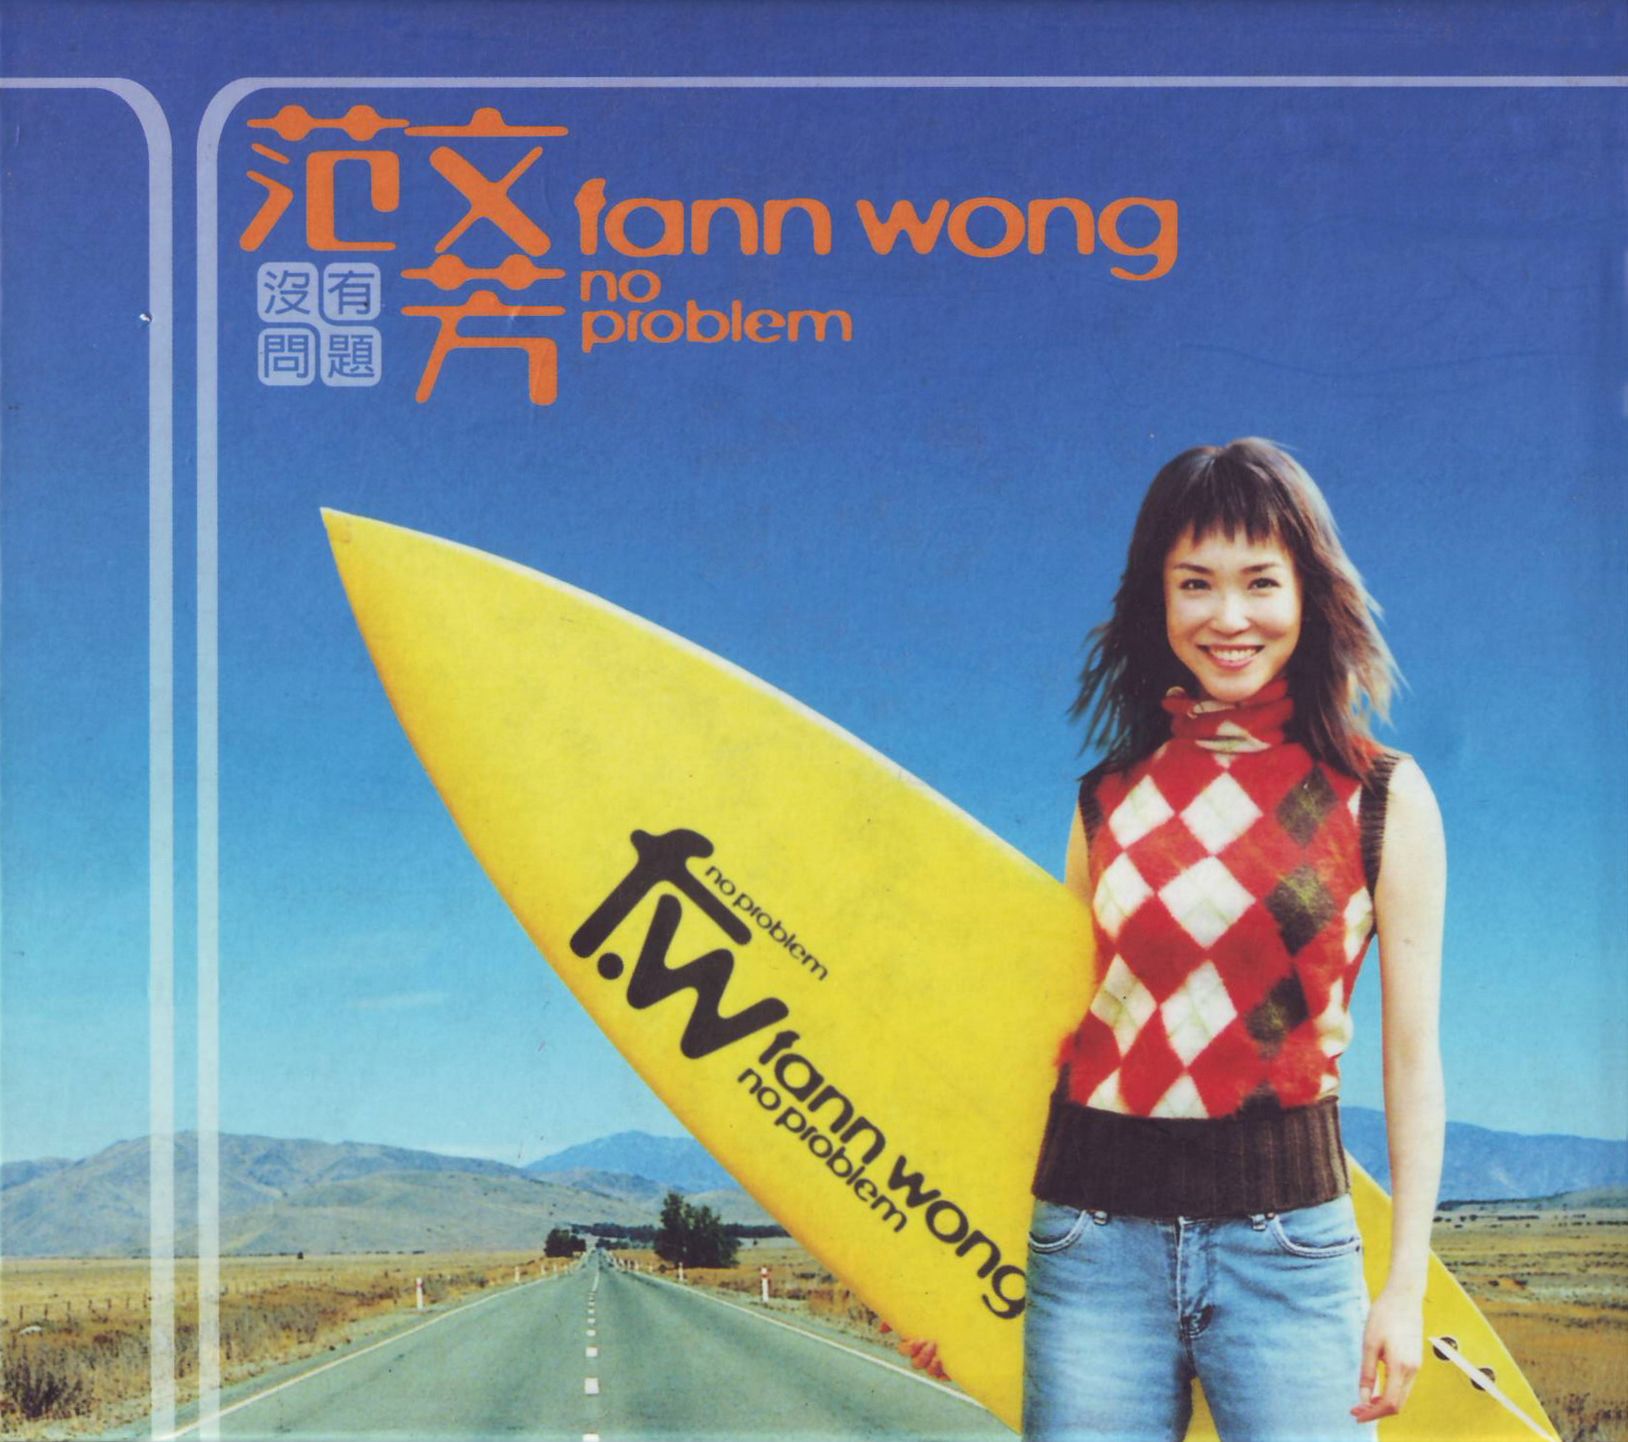 范文芳
fann wong
no
problem
沒有
問題
f.w
no problem
fann wong
no problem